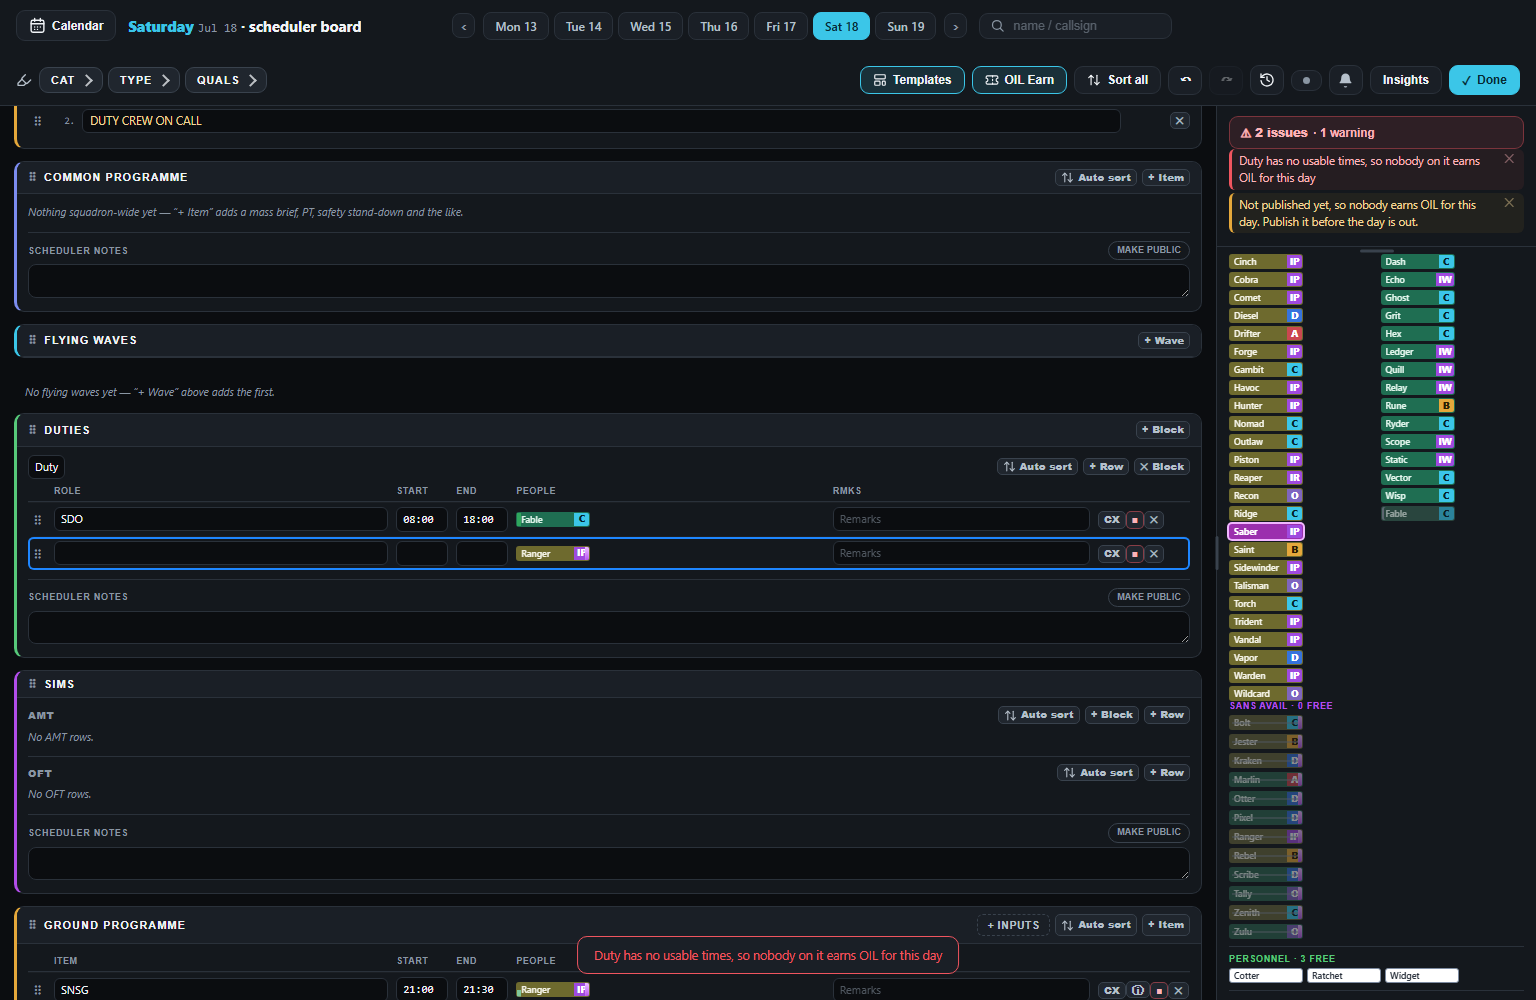 Calendar
Saturday Jul 18 · scheduler board
‹ Mon 13 Tue 14 Wed 15 Thu 16 Fri 17 Sat 18 Sun 19 ›
name / callsign
CAT TYPE QUALS
Templates OIL Earn Sort all Insights ✓ Done
2. DUTY CREW ON CALL
COMMON PROGRAMME
Auto sort + Item
Nothing squadron-wide yet — "+ Item" adds a mass brief, PT, safety stand-down and the like.
SCHEDULER NOTES
MAKE PUBLIC
FLYING WAVES
+ Wave
No flying waves yet — "+ Wave" above adds the first.
DUTIES
+ Block
Duty
Auto sort + Row ✕ Block
ROLE START END PEOPLE RMKS
SDO 08:00 18:00 Fable C Remarks CX
Ranger IP Remarks CX
SCHEDULER NOTES
MAKE PUBLIC
SIMS
AMT
Auto sort + Block + Row
No AMT rows.
OFT
Auto sort + Row
No OFT rows.
SCHEDULER NOTES
MAKE PUBLIC
GROUND PROGRAMME
+ INPUTS Auto sort + Item
ITEM START END PEOPLE
Duty has no usable times, so nobody on it earns OIL for this day
SNSG 21:00 21:30 Ranger IP Remarks CX
⚠ 2 issues · 1 warning
Duty has no usable times, so nobody on it earns
OIL for this day
Not published yet, so nobody earns OIL for this
day. Publish it before the day is out.
Cinch IP
Cobra IP
Comet IP
Diesel D
Drifter A
Forge IP
Gambit C
Havoc IP
Hunter IP
Nomad C
Outlaw C
Piston IP
Reaper IR
Recon O
Ridge C
Saber IP
Saint B
Sidewinder IP
Talisman O
Torch C
Trident IP
Vandal IP
Vapor D
Warden IP
Wildcard O
Dash C
Echo IW
Ghost C
Grit C
Hex C
Ledger IW
Quill IW
Relay IW
Rune B
Ryder C
Scope IW
Static IW
Vector C
Wisp C
Fable C
SANS AVAIL · 0 FREE
Bolt C
Jester B
Kraken D
Marlin A
Otter D
Pixel D
Ranger IP
Rebel B
Scribe D
Tally O
Zenith C
Zulu O
PERSONNEL · 3 FREE
Cotter Ratchet Widget